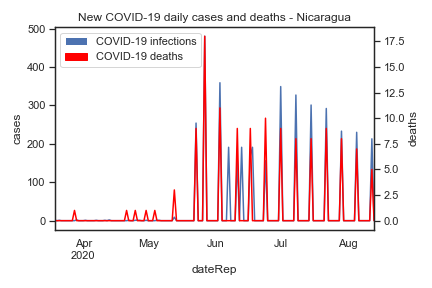 New COVID-19 daily cases and deaths - Nicaragua
COVID-19 infections
COVID-19 deaths
500
400
300
200
100
0
cases
17.5
15.0
12.5
10.0
7.5
5.0
2.5
0.0
deaths
Apr
2020
May
Jun
Jul
Aug
dateRep